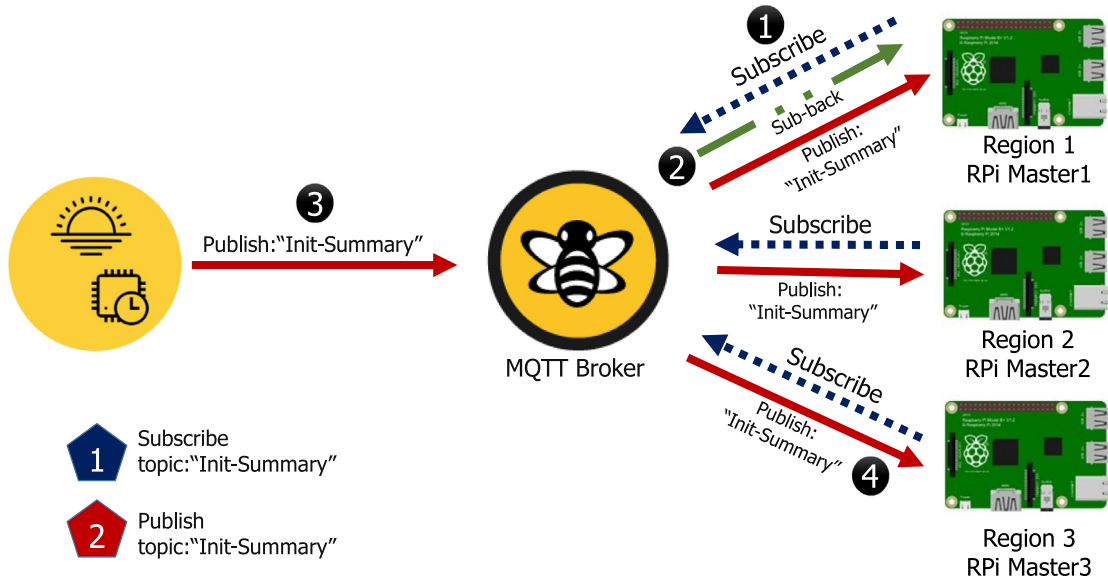 1
Subscribe
Sub-back
2
Publish:
“Init-Summary”
Region 1
RPi Master1
3
Publish:“Init-Summary”
MQTT Broker
Subscribe
Publish:
“Init-Summary”
Region 2
RPi Master2
Subscribe
Publish:
“Init-Summary”
4
Region 3
RPi Master3
1
Subscribe
topic:“Init-Summary”
2
Publish
topic:“Init-Summary”